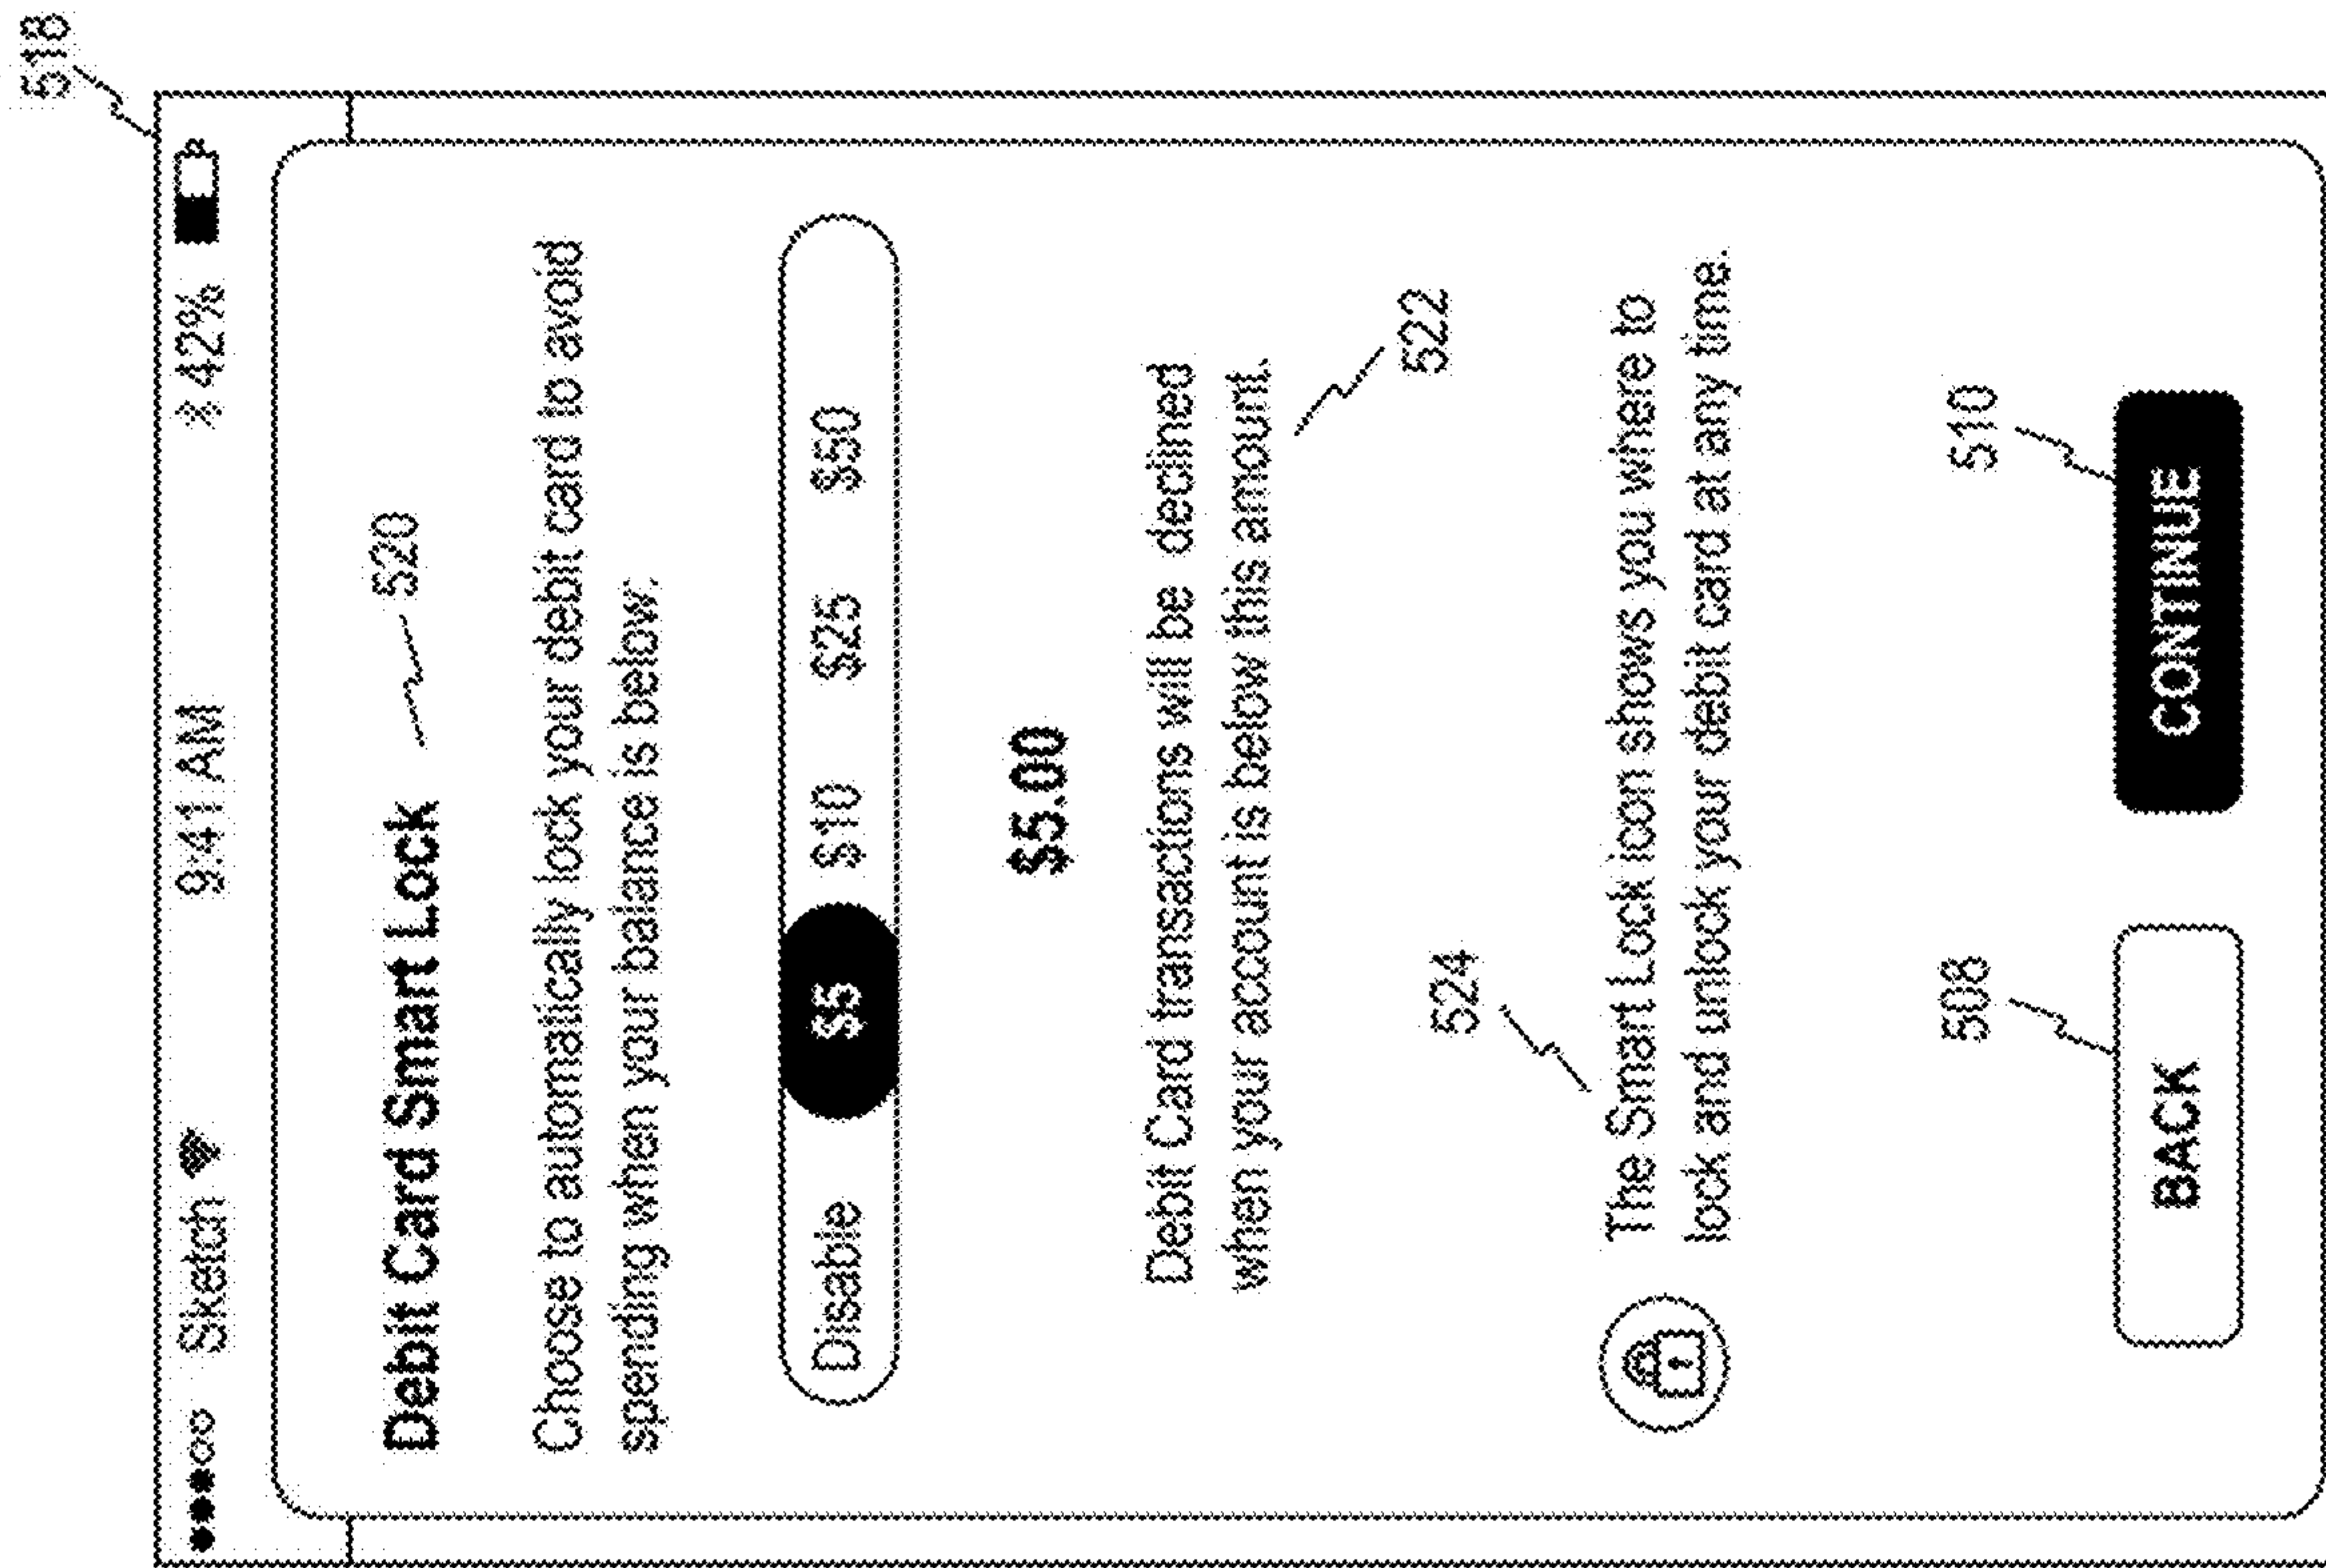 518
Sketch 9:41 AM 42%
Debit Card Smart Lock
520
Choose to automatically lock your debit card to avoid
spending when your balance is below:
Disable $5 $10 $25 $50
$5.00
Debit Card transactions will be declined
when your account is below this amount.
522
524
The Smart Lock icon shows you where to
lock and unlock your debit card at any time.
508
510
BACK
CONTINUE